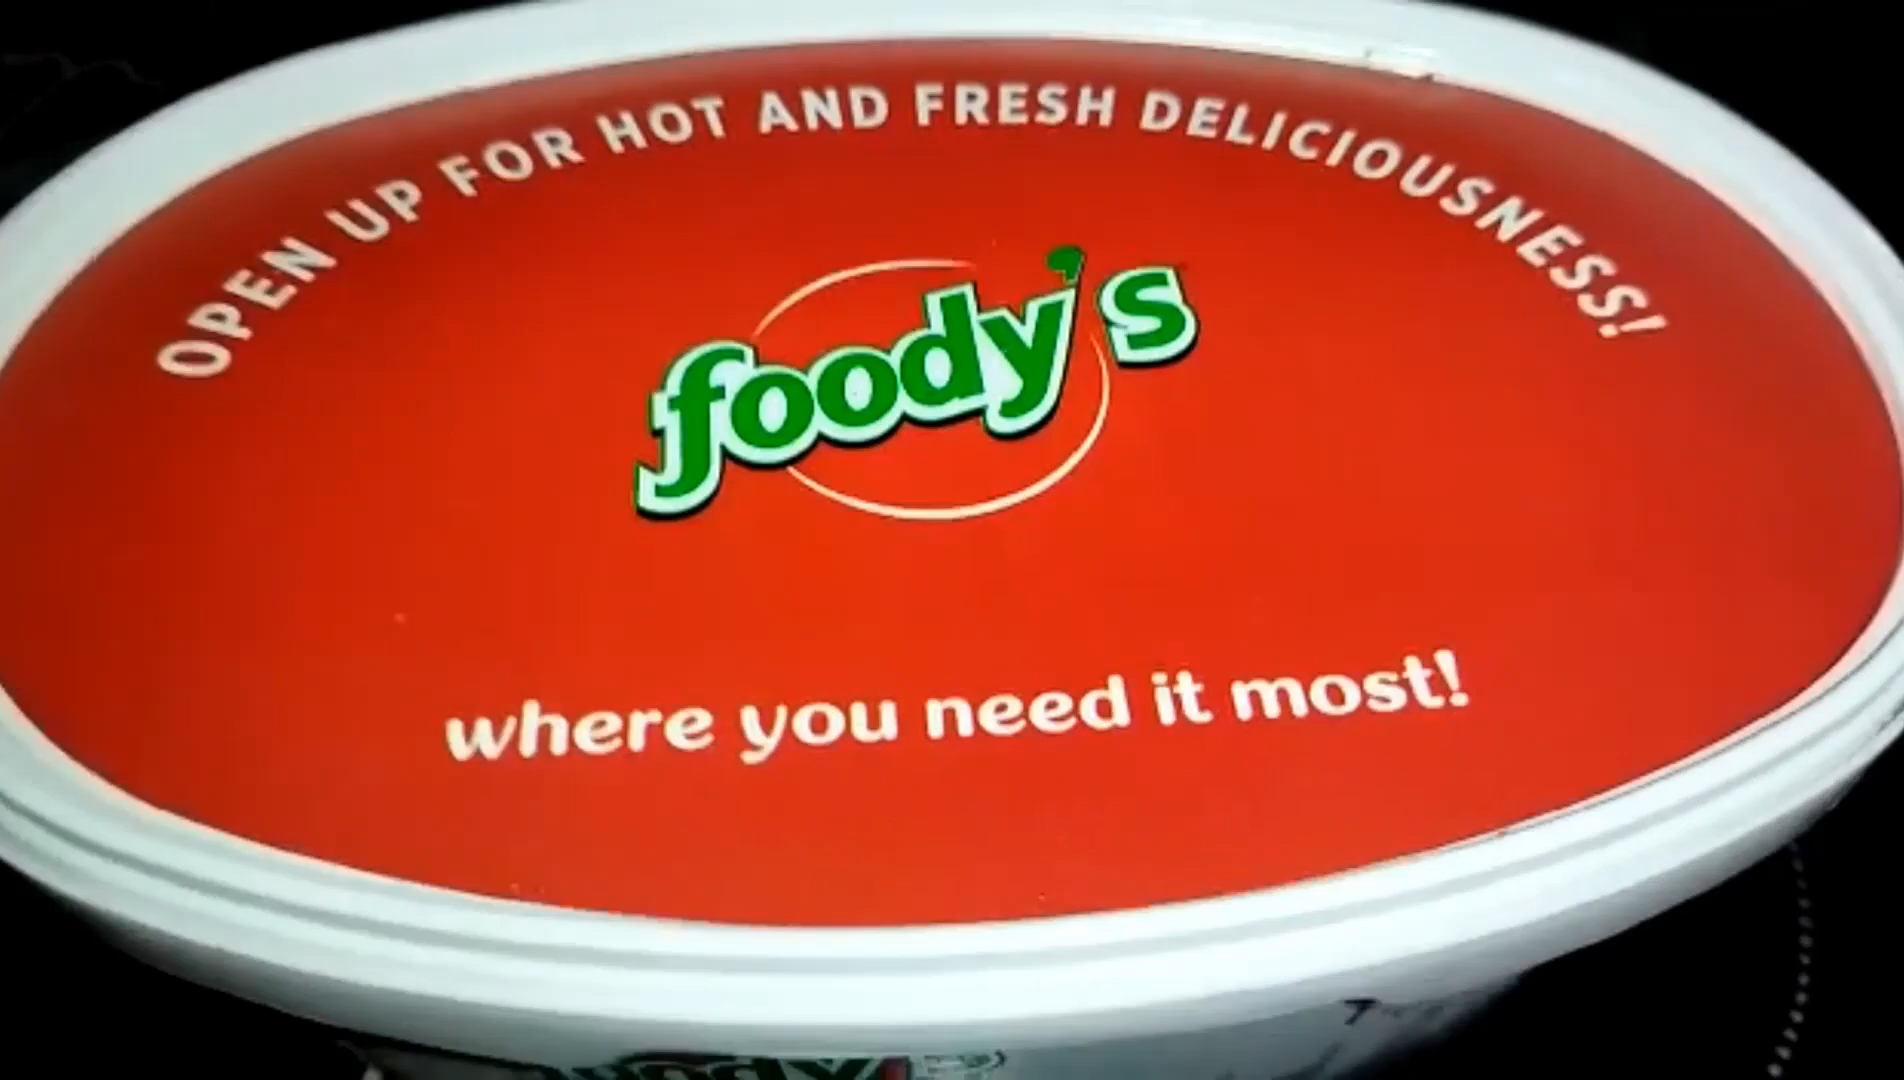 OPEN UP FOR HOT AND FRESH DELICIOUSNESS!
foody's
where you need it most!